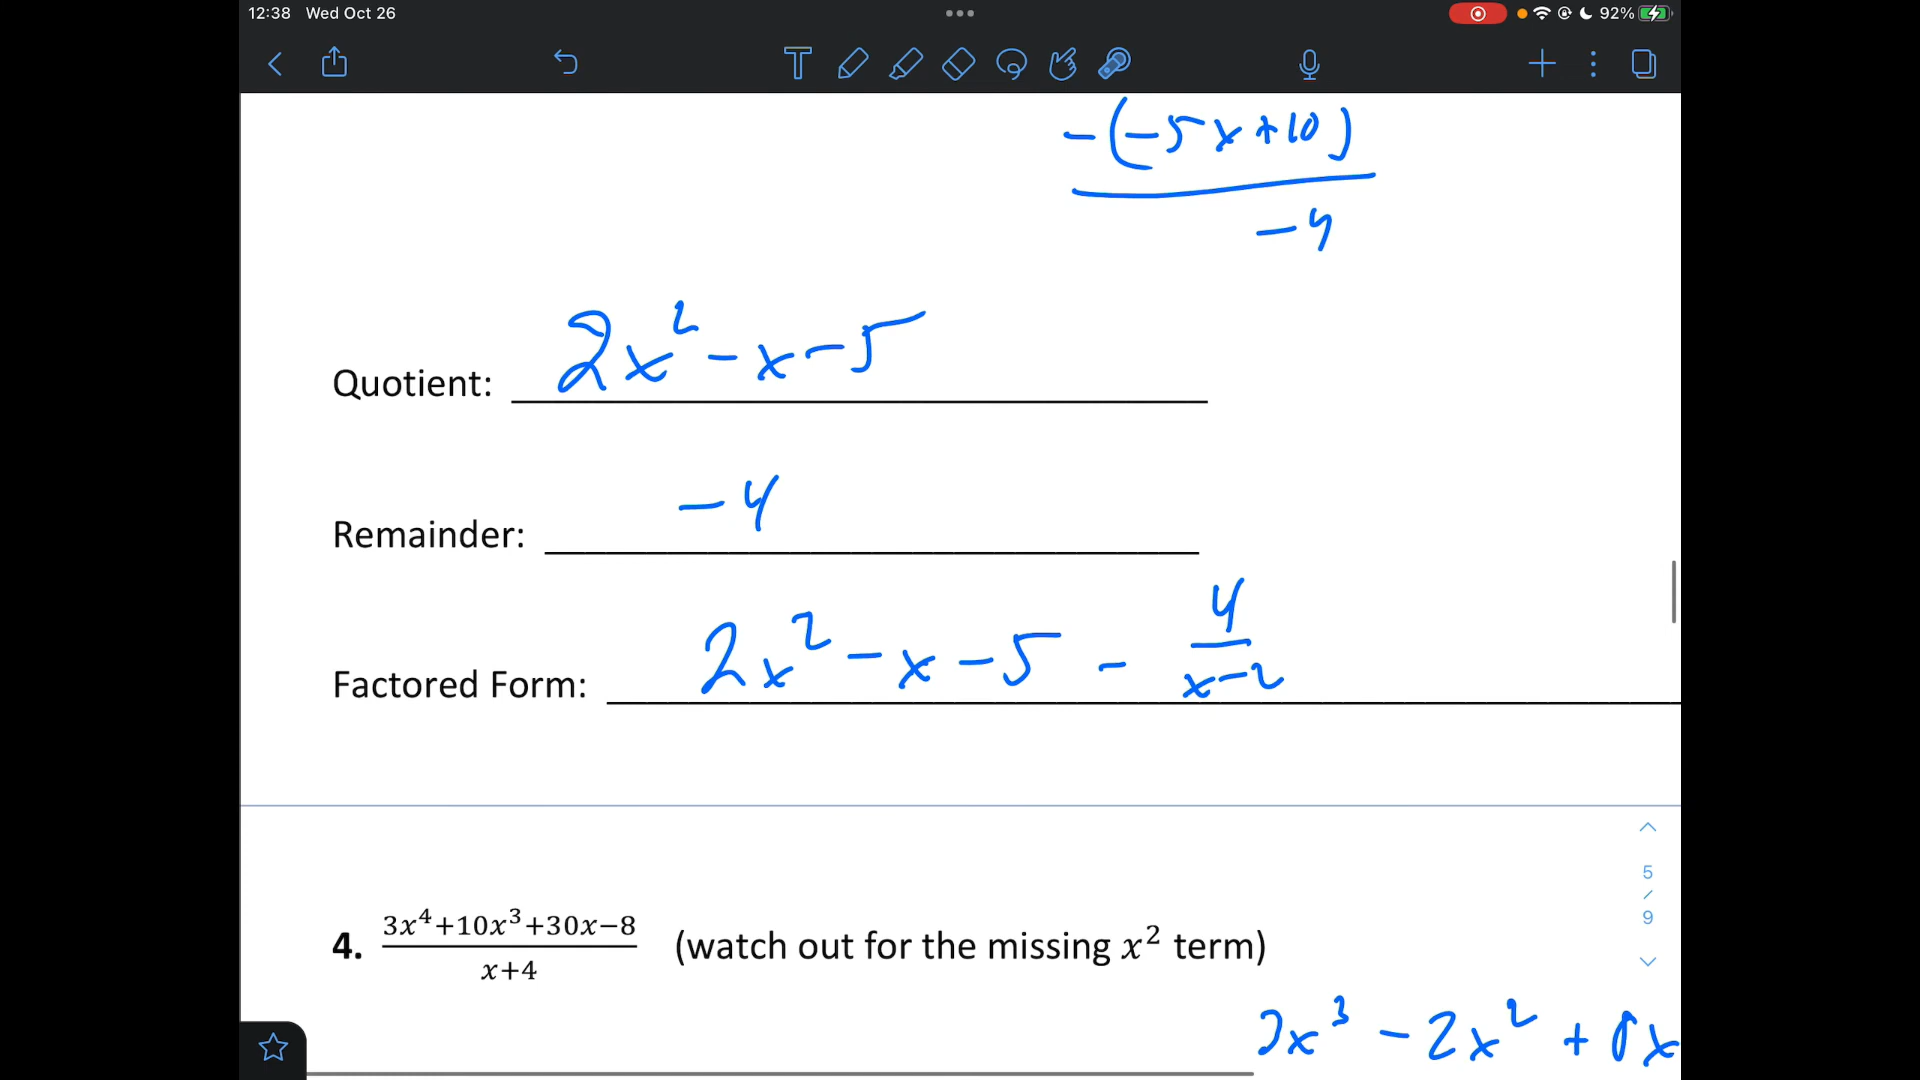 12:38 Wed Oct 26
92%
-(-5x+10)
-4
Quotient: 2x² - x - 5
Remainder: -4
Factored Form: 2x² - x - 5 - 4/(x-2)
5
/
9
4. (3x⁴+10x³+30x−8)/(x+4) (watch out for the missing x² term)
3x³ - 2x² + 8x